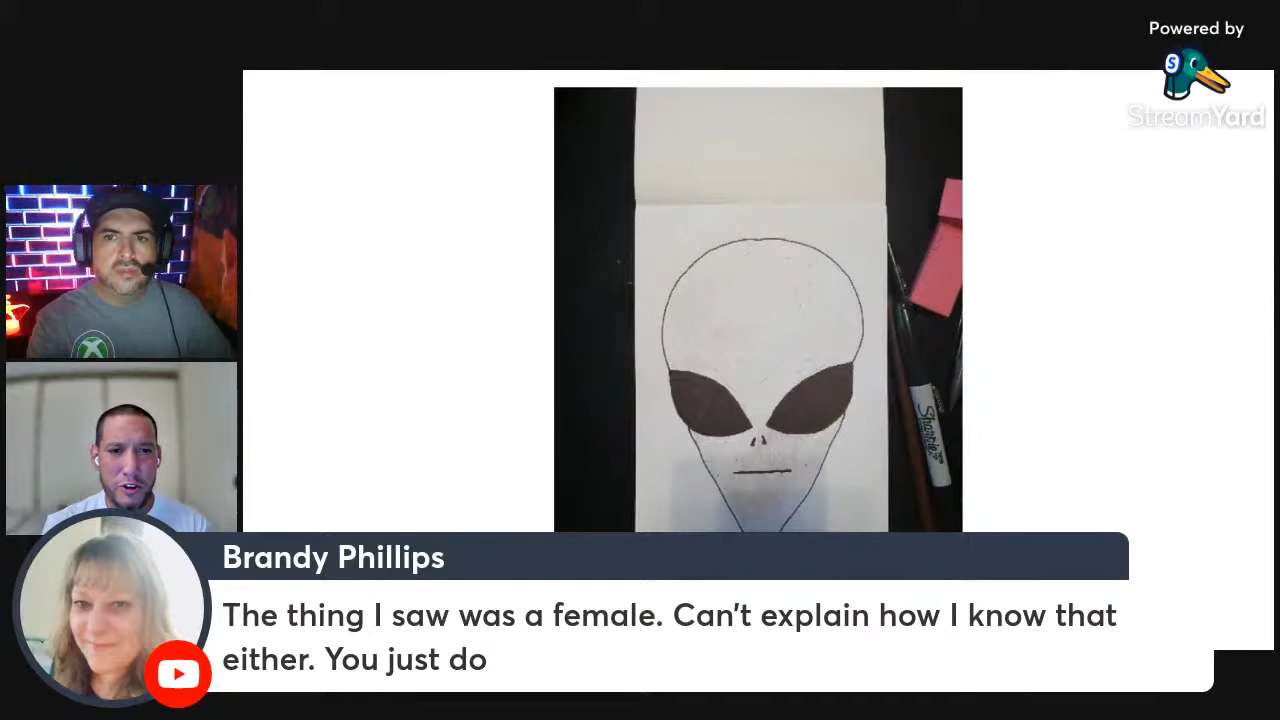 Powered by
StreamYard
Sharpie
Brandy Phillips
The thing I saw was a female. Can't explain how I know that
either. You just do